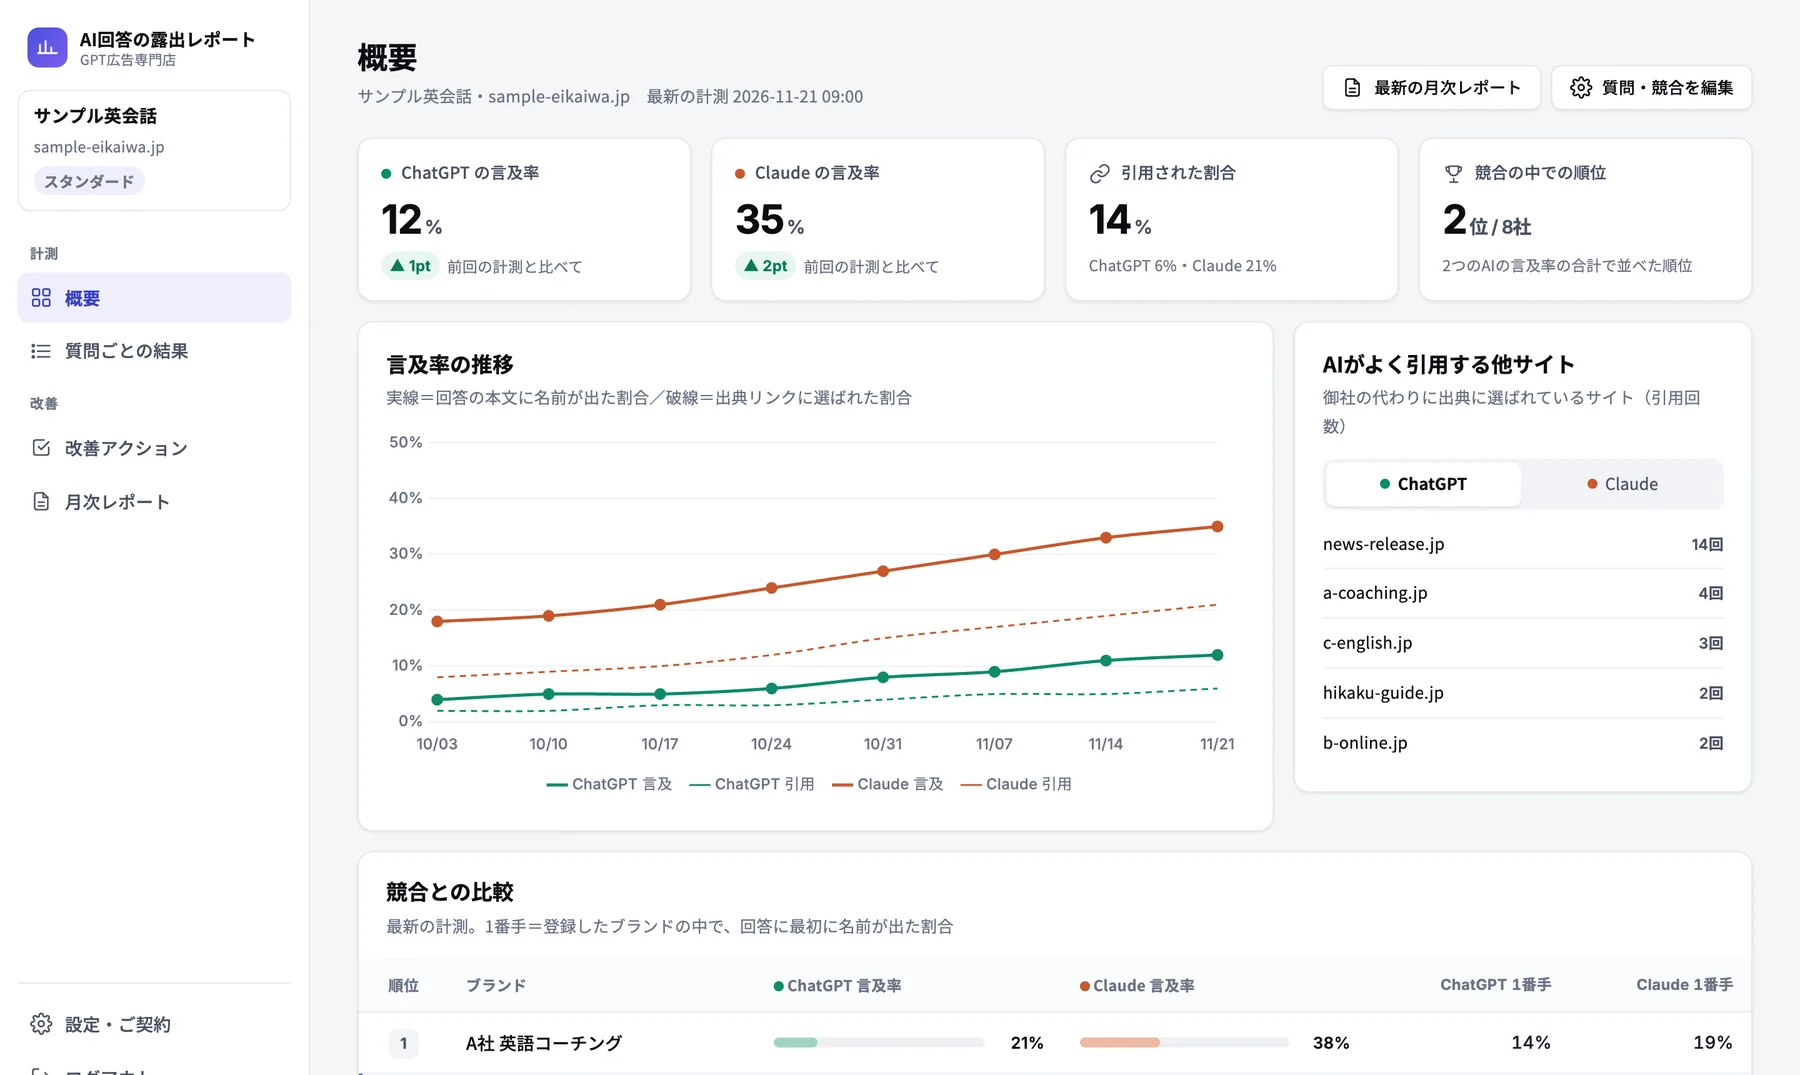 AI回答の露出レポート
GPT広告専門店
サンプル英会話
sample-eikaiwa.jp
スタンダード
計測
概要
質問ごとの結果
改善
改善アクション
月次レポート
設定・ご契約
概要
サンプル英会話・sample-eikaiwa.jp 最新の計測 2026-11-21 09:00
最新の月次レポート
質問・競合を編集
ChatGPT の言及率
12%
▲1pt 前回の計測と比べて
Claude の言及率
35%
▲2pt 前回の計測と比べて
引用された割合
14%
ChatGPT 6%・Claude 21%
競合の中での順位
2位 / 8社
2つのAIの言及率の合計で並べた順位
言及率の推移
実線＝回答の本文に名前が出た割合／破線＝出典リンクに選ばれた割合
50%
40%
30%
20%
10%
0%
10/03 10/10 10/17 10/24 10/31 11/07 11/14 11/21
ChatGPT 言及 ChatGPT 引用 Claude 言及 Claude 引用
AIがよく引用する他サイト
御社の代わりに出典に選ばれているサイト（引用回
数）
ChatGPT Claude
news-release.jp 14回
a-coaching.jp 4回
c-english.jp 3回
hikaku-guide.jp 2回
b-online.jp 2回
競合との比較
最新の計測。1番手＝登録したブランドの中で、回答に最初に名前が出た割合
順位 ブランド ChatGPT 言及率 Claude 言及率 ChatGPT 1番手 Claude 1番手
1 A社 英語コーチング 21% 38% 14% 19%